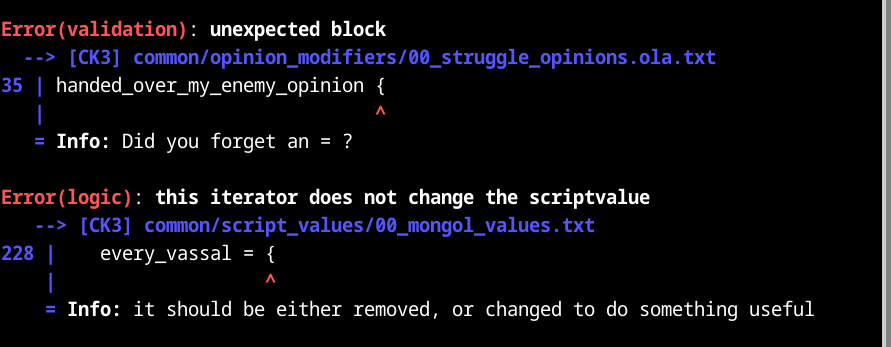 Error(validation): unexpected block
--> [CK3] common/opinion_modifiers/00_struggle_opinions.ola.txt
35 | handed_over_my_enemy_opinion {
| ^
= Info: Did you forget an = ?
Error(logic): this iterator does not change the scriptvalue
--> [CK3] common/script_values/00_mongol_values.txt
228 | every_vassal = {
| ^
= Info: it should be either removed, or changed to do something useful